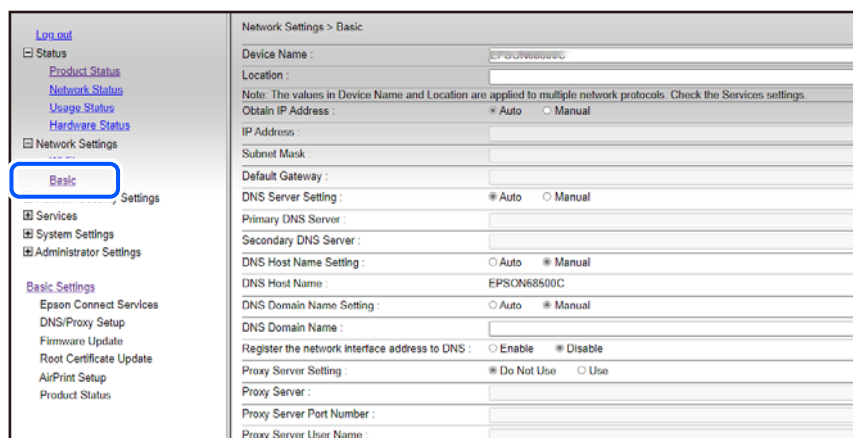 Log out
Status
Product Status
Network Status
Usage Status
Hardware Status
Network Settings
Basic
Settings
Services
System Settings
Administrator Settings
Basic Settings
Epson Connect Services
DNS/Proxy Setup
Firmware Update
Root Certificate Update
AirPrint Setup
Product Status
Network Settings > Basic
Device Name :
Location :
Note: The values in Device Name and Location are applied to multiple network protocols. Check the Services settings.
Obtain IP Address : Auto Manual
IP Address :
Subnet Mask :
Default Gateway :
DNS Server Setting : Auto Manual
Primary DNS Server :
Secondary DNS Server :
DNS Host Name Setting : Auto Manual
DNS Host Name : EPSON68500C
DNS Domain Name Setting : Auto Manual
DNS Domain Name :
Register the network interface address to DNS : Enable Disable
Proxy Server Setting : Do Not Use Use
Proxy Server :
Proxy Server Port Number :
Proxy Server User Name :